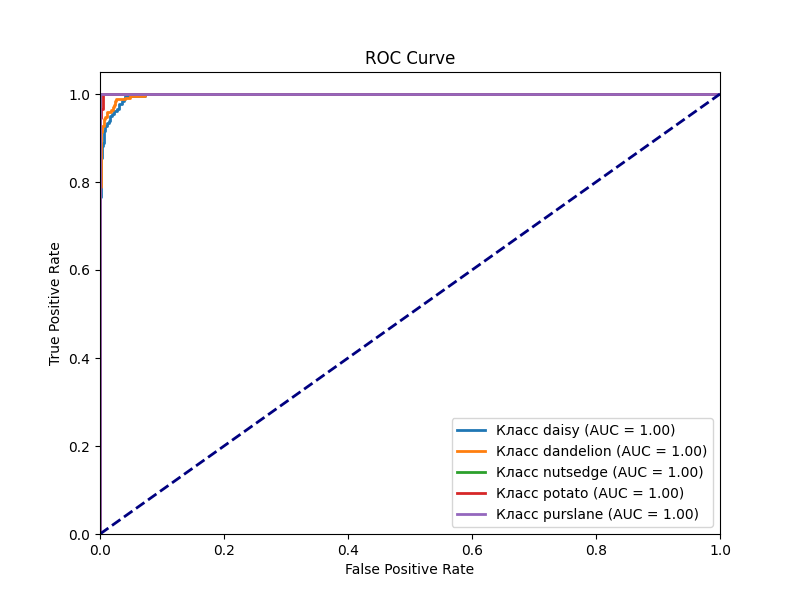 ROC Curve
1.0
0.8
0.6
0.4
0.2
0.0
True Positive Rate
Класс daisy (AUC = 1.00)
Класс dandelion (AUC = 1.00)
Класс nutsedge (AUC = 1.00)
Класс potato (AUC = 1.00)
Класс purslane (AUC = 1.00)
0.0 0.2 0.4 0.6 0.8 1.0
False Positive Rate